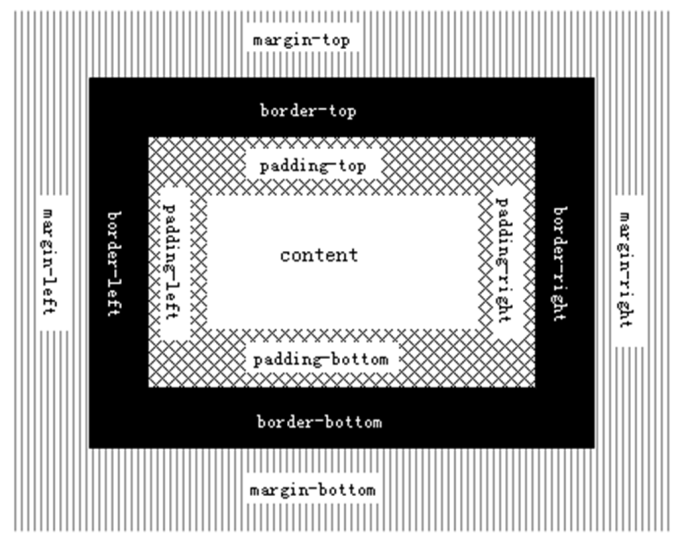 margin-top
border-top
padding-top
margin-left
border-left
padding-left
content
padding-right
border-right
margin-right
padding-bottom
border-bottom
margin-bottom